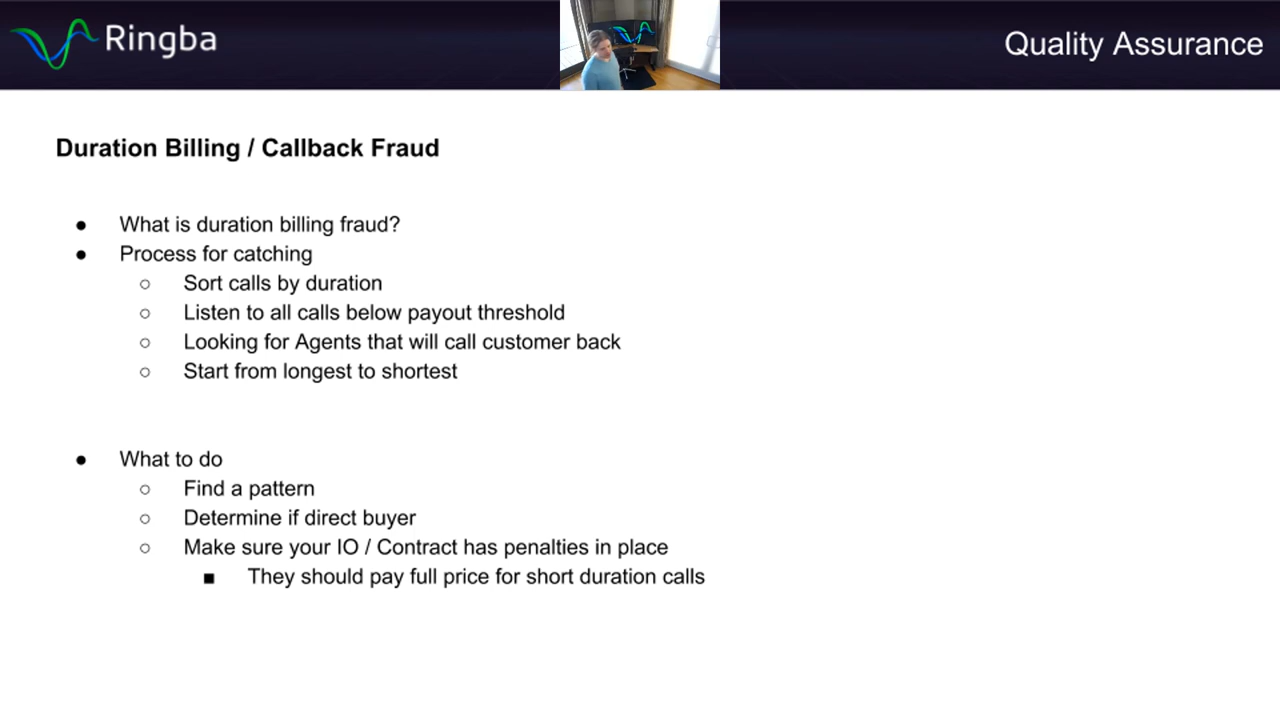 Ringba
Quality Assurance
Duration Billing / Callback Fraud
● What is duration billing fraud?
● Process for catching
○ Sort calls by duration
○ Listen to all calls below payout threshold
○ Looking for Agents that will call customer back
○ Start from longest to shortest
● What to do
○ Find a pattern
○ Determine if direct buyer
○ Make sure your IO / Contract has penalties in place
■ They should pay full price for short duration calls